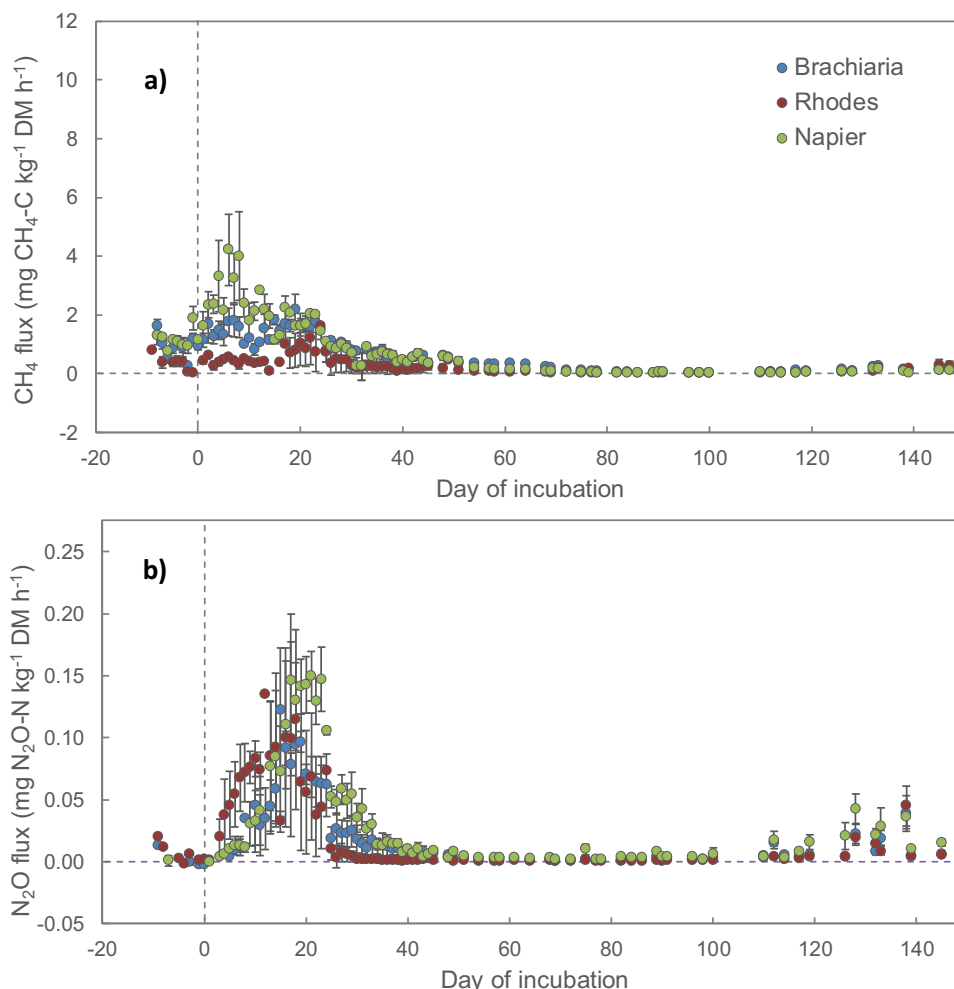 12
10
8
6
4
2
0
-2
CH₄ flux (mg CH₄-C kg⁻¹ DM h⁻¹)
a)
Brachiaria
Rhodes
Napier
-20 0 20 40 60 80 100 120 140
Day of incubation
0.25
0.20
0.15
0.10
0.05
0.00
-0.05
N₂O flux (mg N₂O-N kg⁻¹ DM h⁻¹)
b)
-20 0 20 40 60 80 100 120 140
Day of incubation